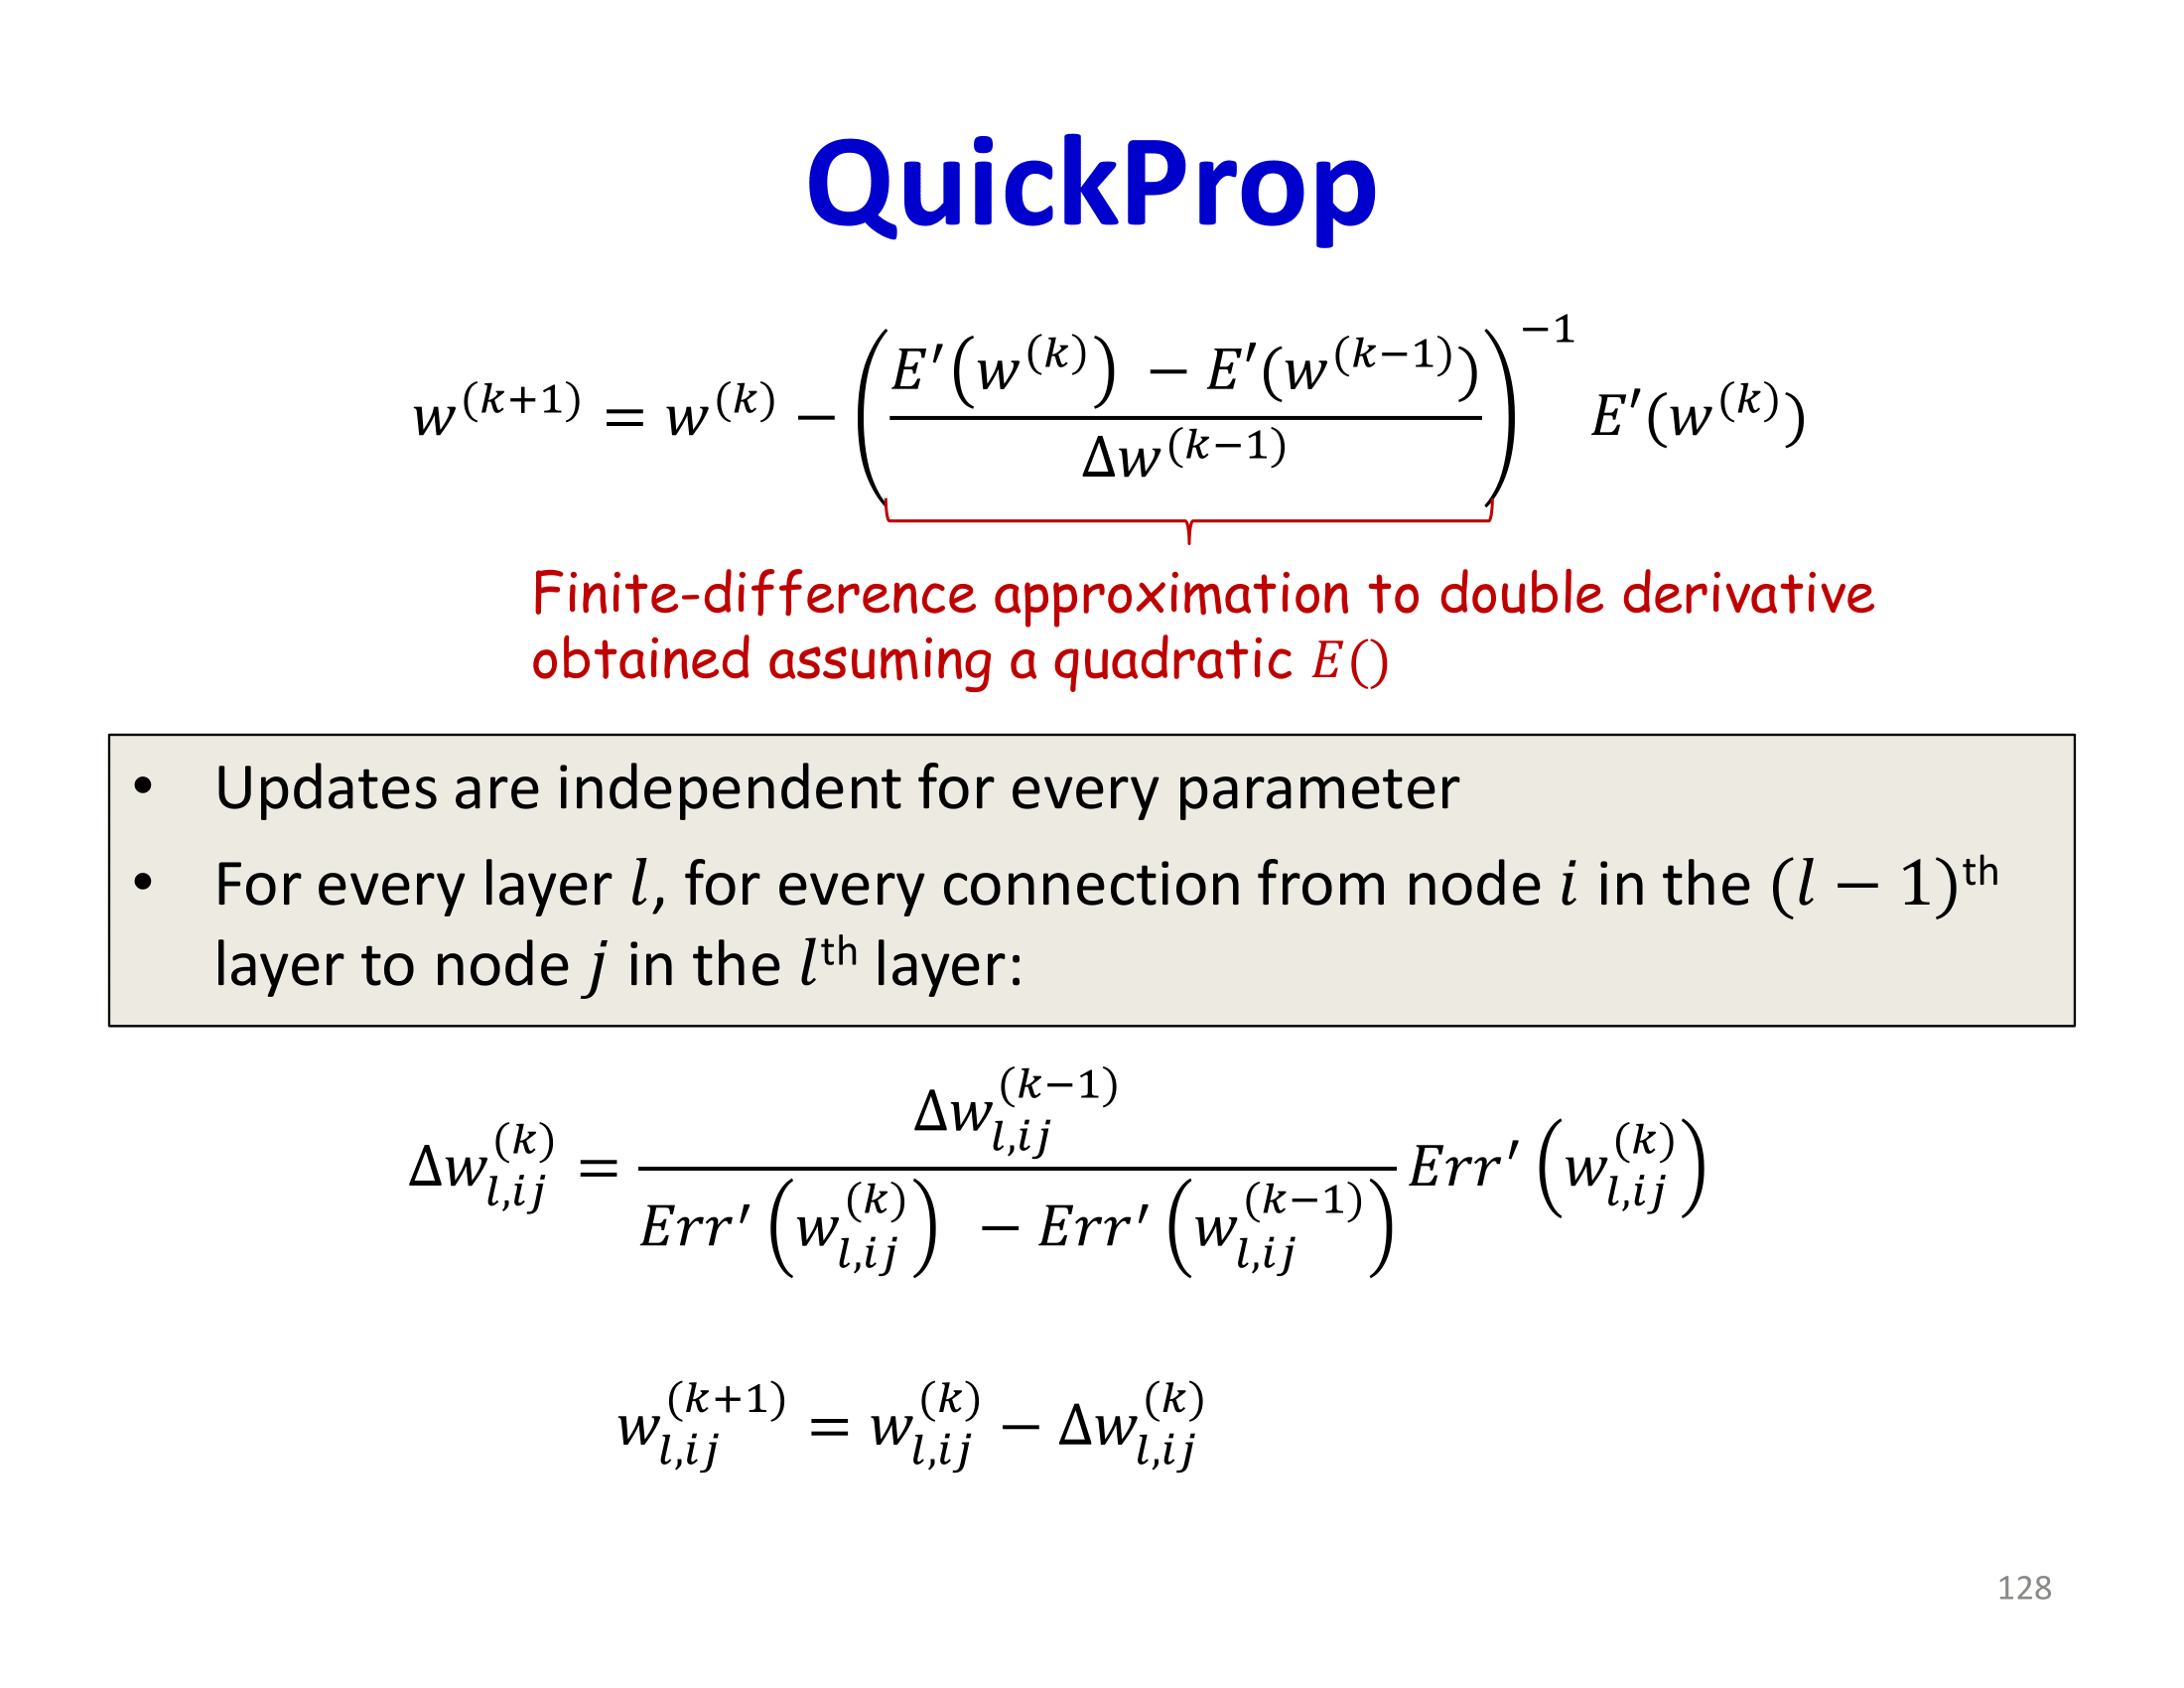 QuickProp
$w^{(k+1)} = w^{(k)} - \left( \frac{E'\left(w^{(k)}\right) - E'(w^{(k-1)})}{\Delta w^{(k-1)}} \right)^{-1} E'(w^{(k)})$
Finite-difference approximation to double derivative
obtained assuming a quadratic $E()$
• Updates are independent for every parameter
• For every layer $l$, for every connection from node $i$ in the $(l-1)^{\text{th}}$
layer to node $j$ in the $l^{\text{th}}$ layer:
$\Delta w_{l,ij}^{(k)} = \frac{\Delta w_{l,ij}^{(k-1)}}{Err'\left(w_{l,ij}^{(k)}\right) - Err'\left(w_{l,ij}^{(k-1)}\right)} Err'\left(w_{l,ij}^{(k)}\right)$
$w_{l,ij}^{(k+1)} = w_{l,ij}^{(k)} - \Delta w_{l,ij}^{(k)}$
128